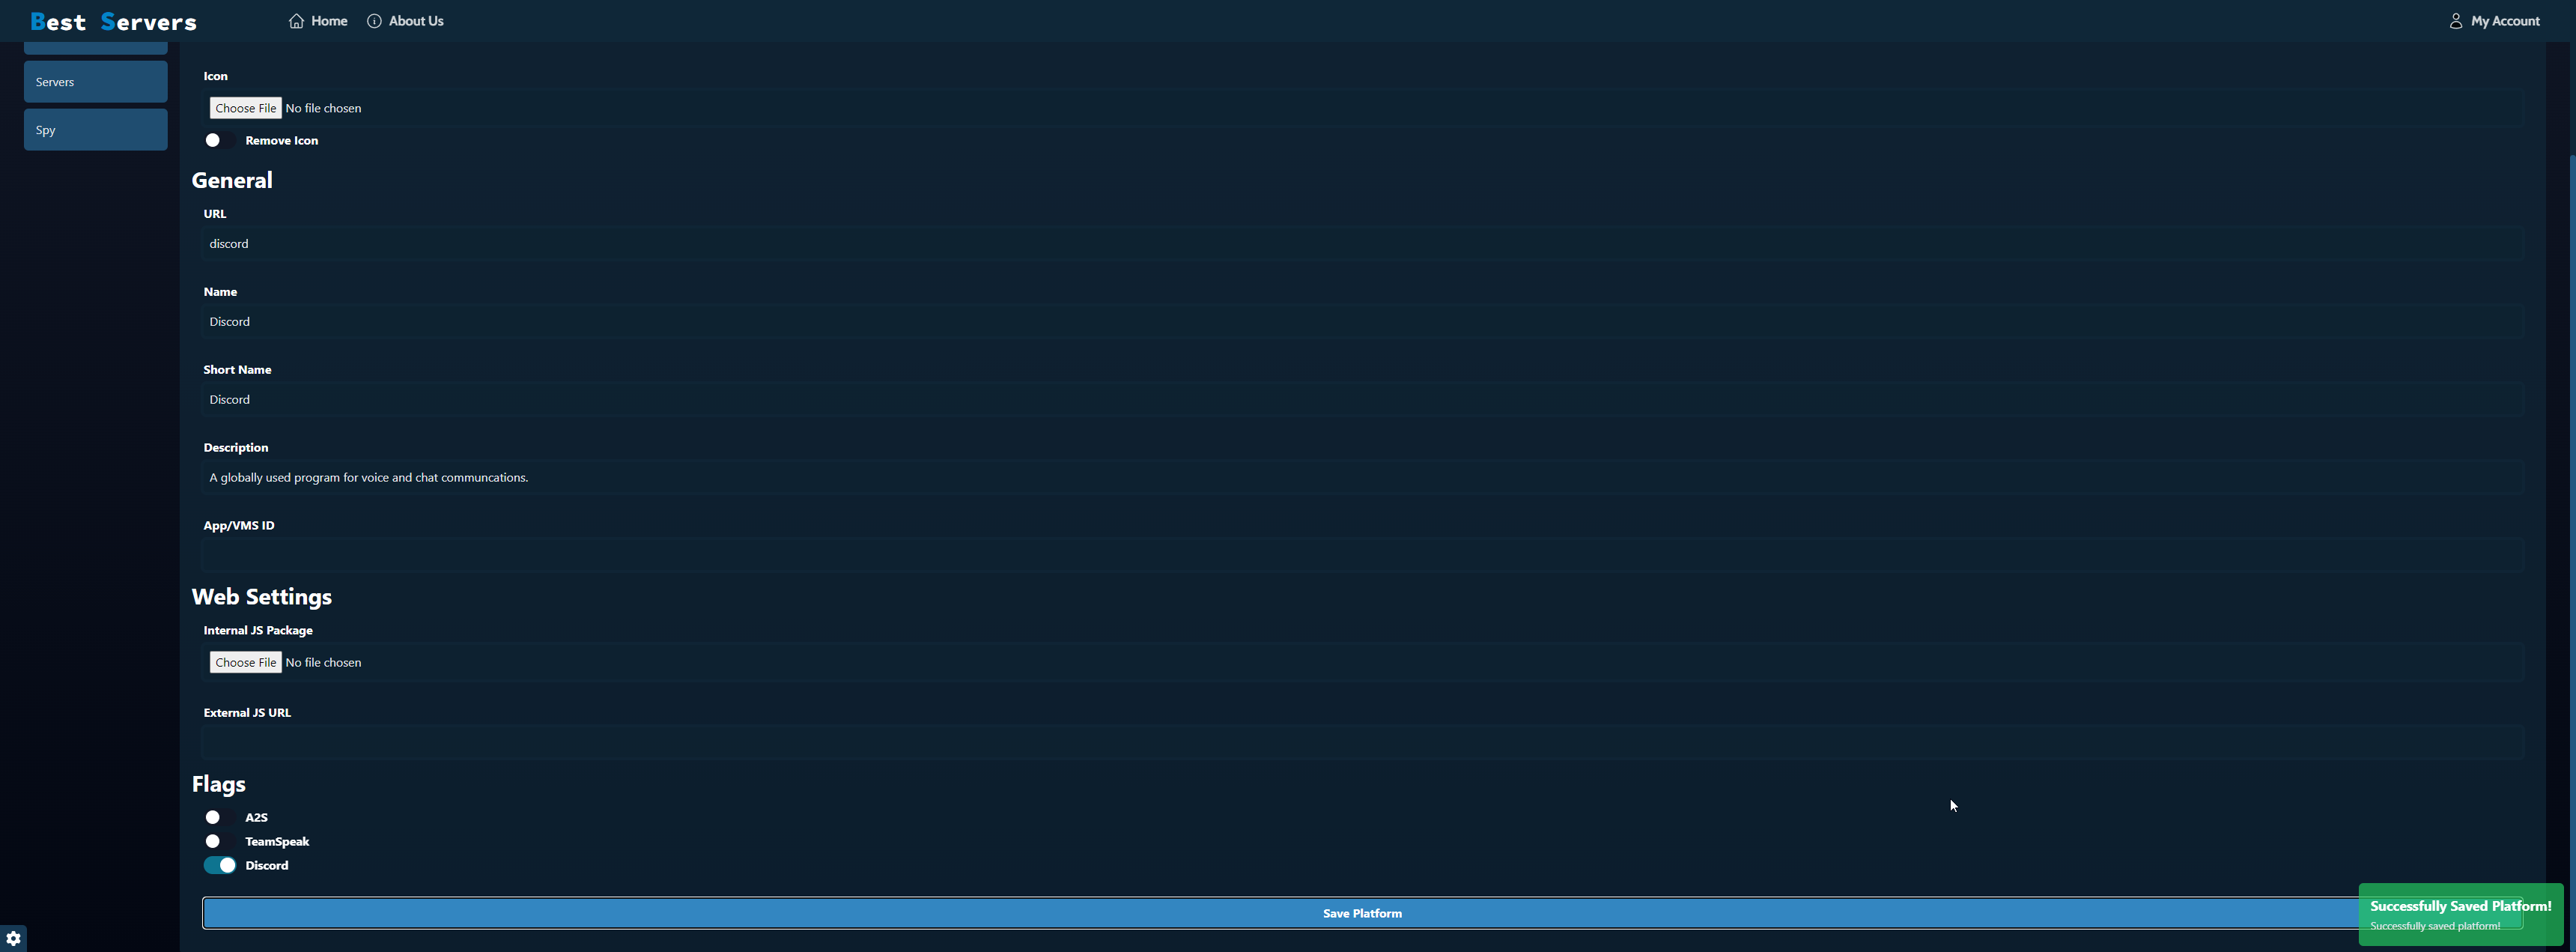 Best Servers
Home
About Us
My Account
Servers
Spy
Icon
Choose File No file chosen
Remove Icon
General
URL
discord
Name
Discord
Short Name
Discord
Description
A globally used program for voice and chat communcations.
App/VMS ID
Web Settings
Internal JS Package
Choose File No file chosen
External JS URL
Flags
A2S
TeamSpeak
Discord
Save Platform
Successfully Saved Platform!
Successfully saved platform!